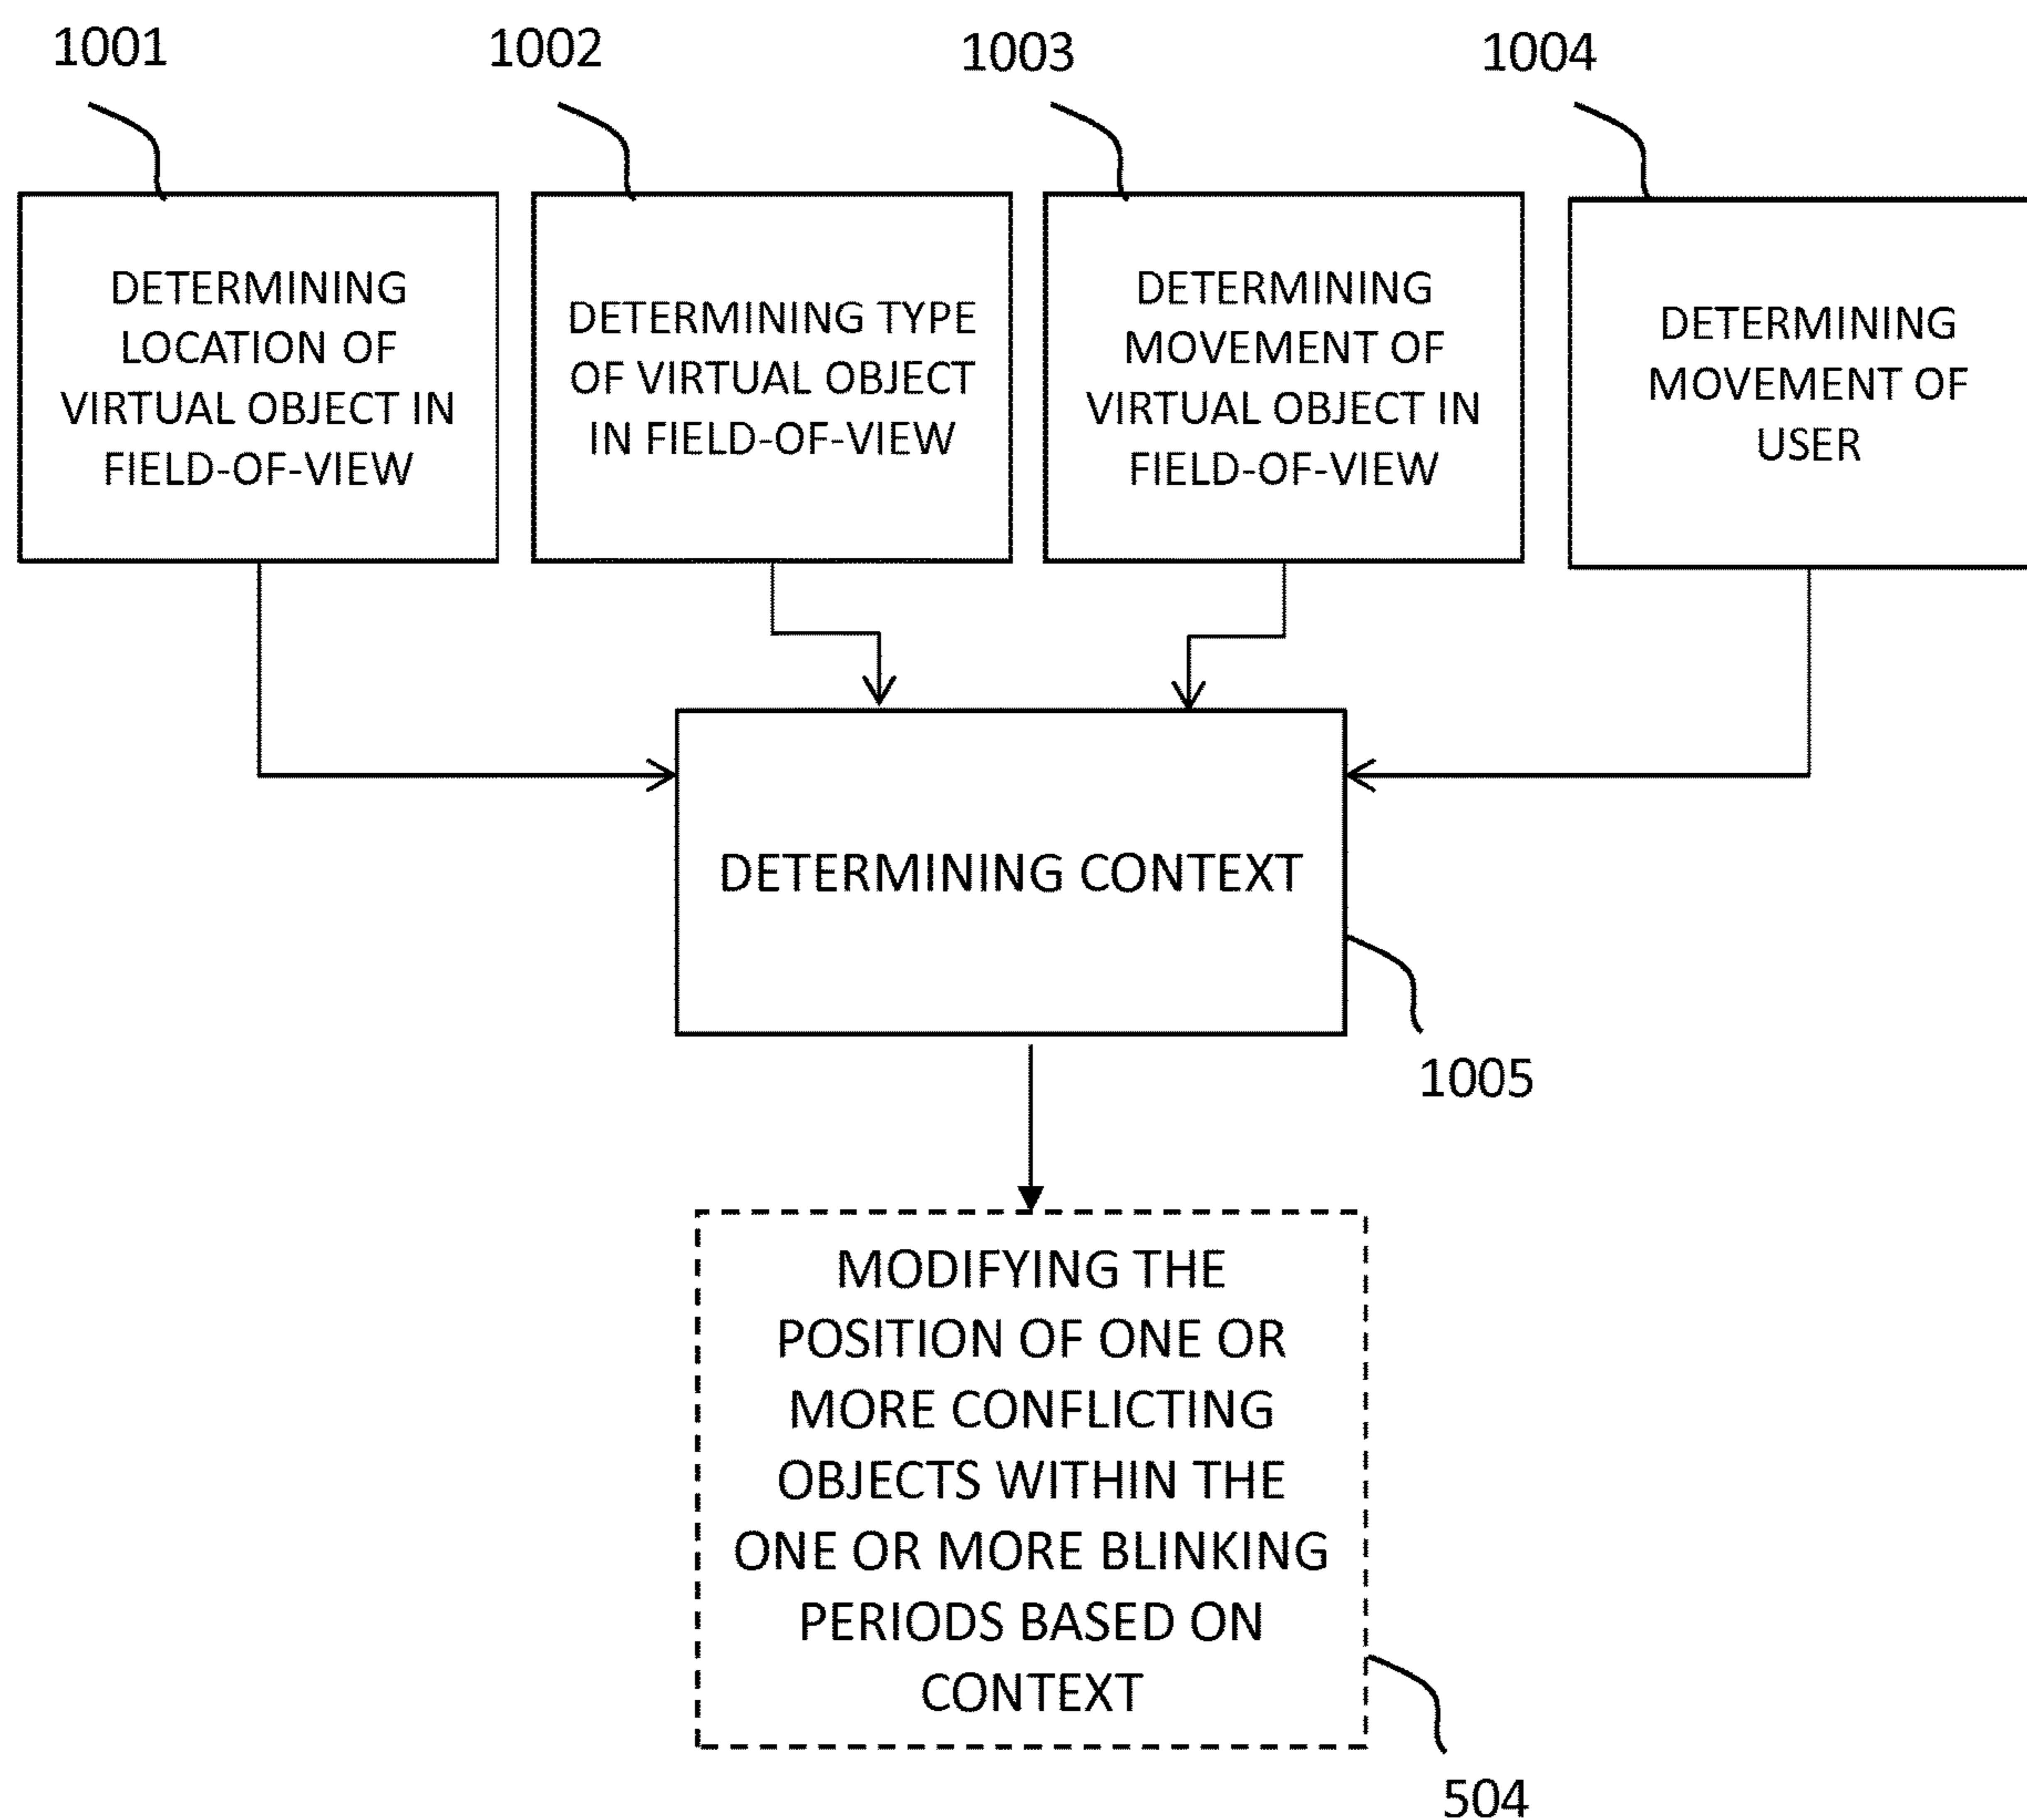 1001
1002
1003
1004
DETERMINING
LOCATION OF
VIRTUAL OBJECT IN
FIELD-OF-VIEW
DETERMINING TYPE
OF VIRTUAL OBJECT
IN FIELD-OF-VIEW
DETERMINING
MOVEMENT OF
VIRTUAL OBJECT IN
FIELD-OF-VIEW
DETERMINING
MOVEMENT OF
USER
DETERMINING CONTEXT
1005
MODIFYING THE
POSITION OF ONE OR
MORE CONFLICTING
OBJECTS WITHIN THE
ONE OR MORE BLINKING
PERIODS BASED ON
CONTEXT
504